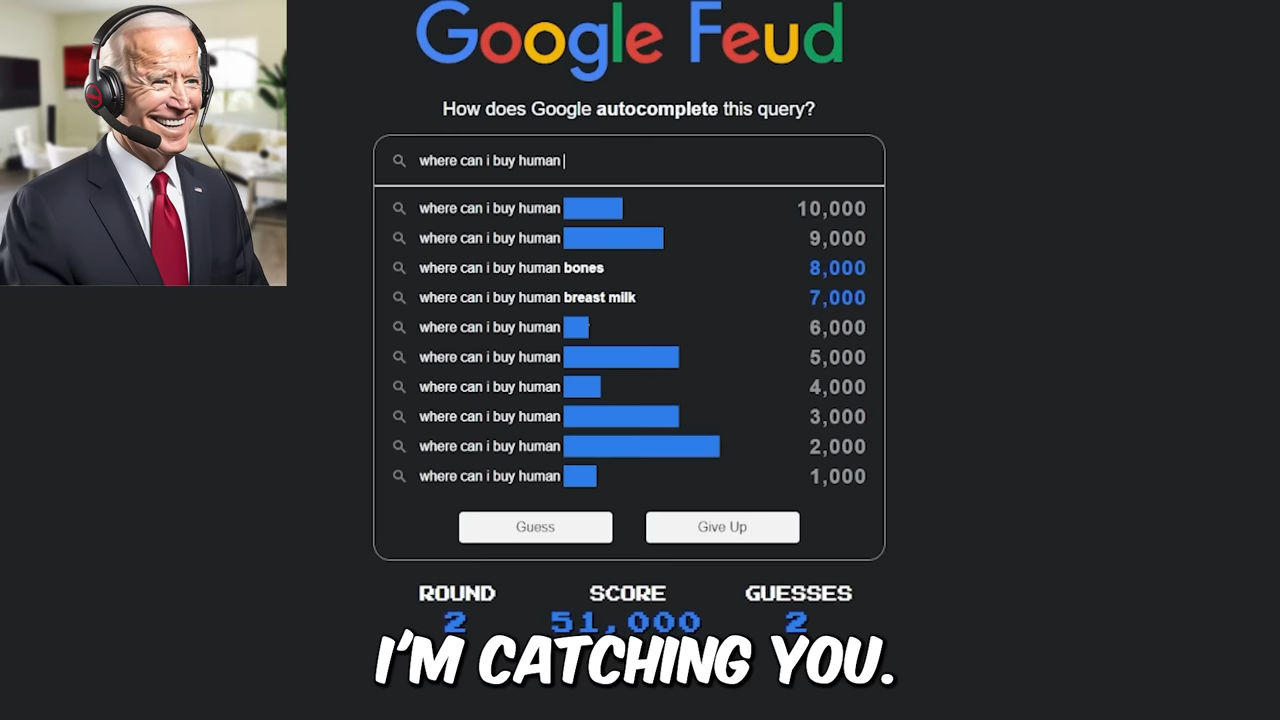 Google Feud
How does Google autocomplete this query?
where can i buy human
where can i buy human 10,000
where can i buy human 9,000
where can i buy human bones 8,000
where can i buy human breast milk 7,000
where can i buy human 6,000
where can i buy human 5,000
where can i buy human 4,000
where can i buy human 3,000
where can i buy human 2,000
where can i buy human 1,000
Guess Give Up
ROUND SCORE GUESSES
2 51,000 2
I'M CATCHING YOU.